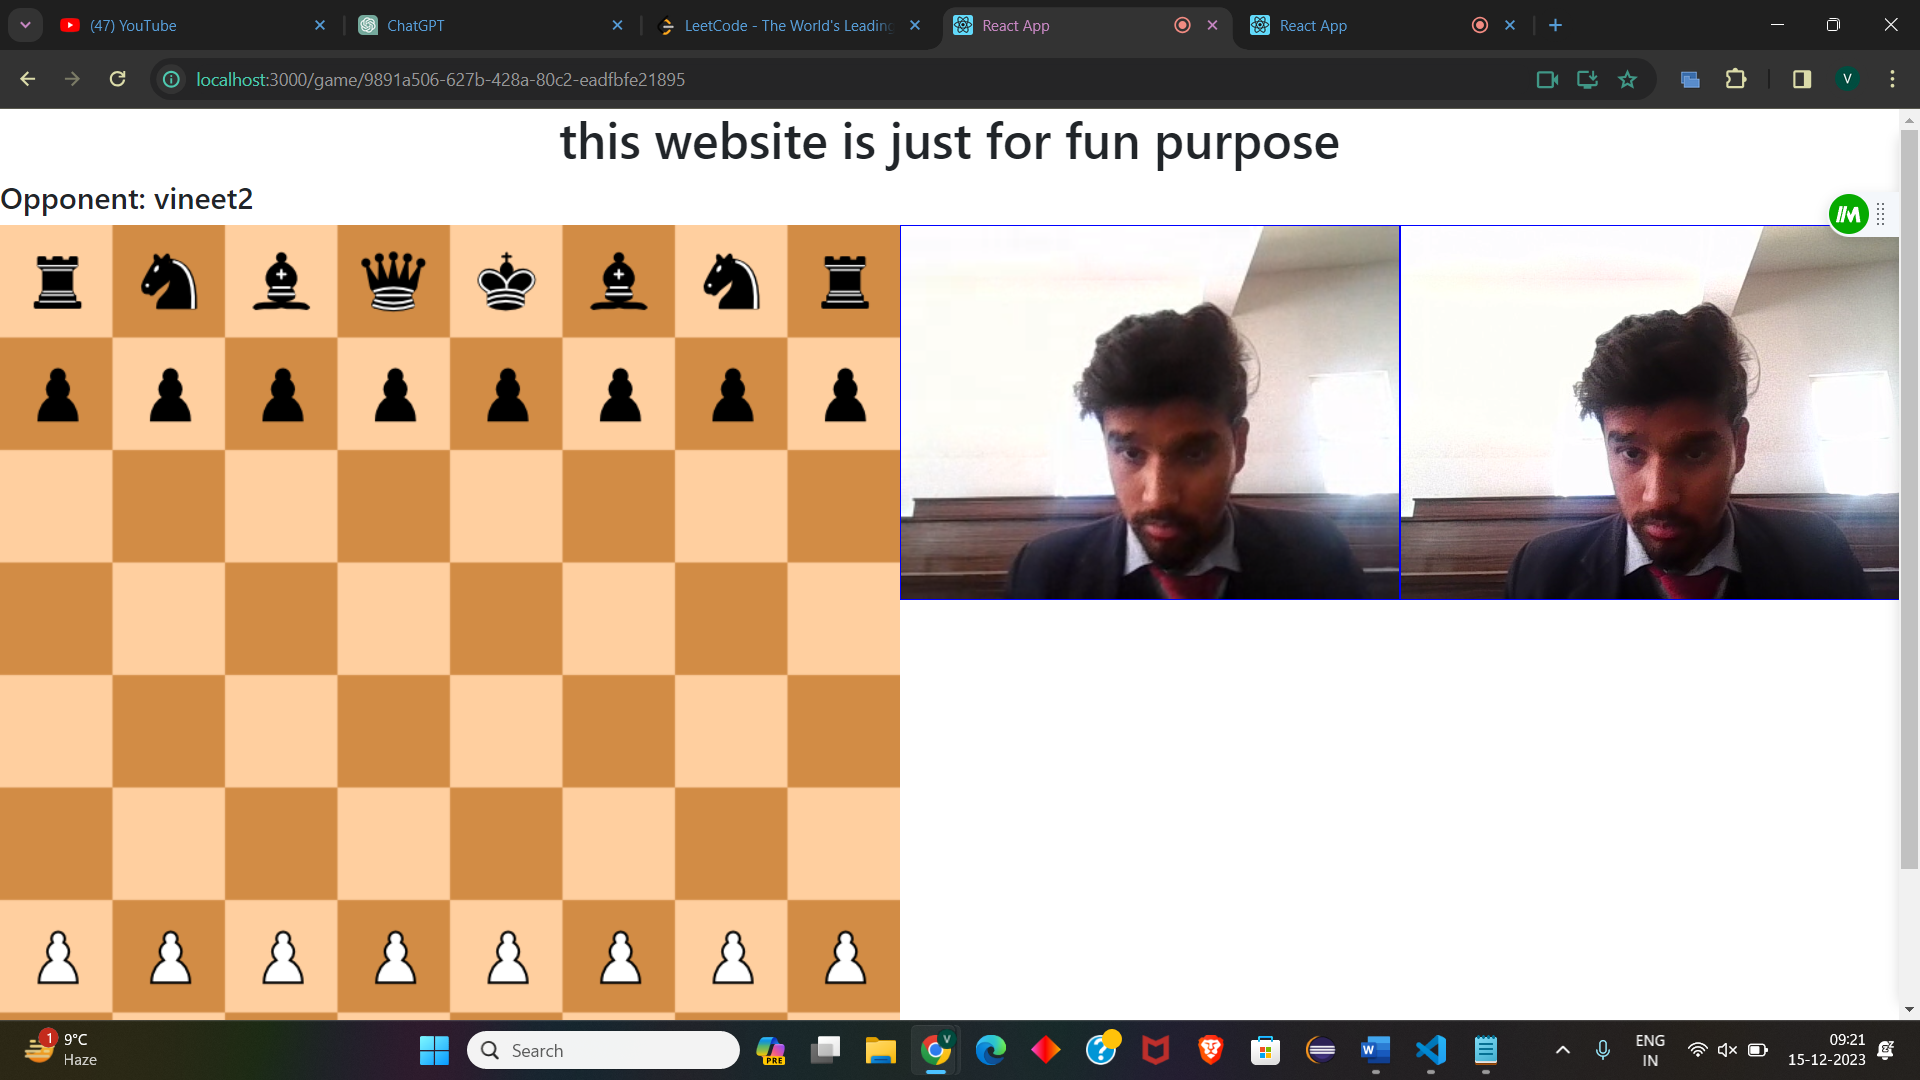 (47) YouTube
ChatGPT
LeetCode - The World's Leading
React App
React App
localhost:3000/game/9891a506-627b-428a-80c2-eadfbfe21895
V
this website is just for fun purpose
Opponent: vineet2
1
9°C
Haze
Search
PRE
V
W
ENG
IN
09:21
15-12-2023